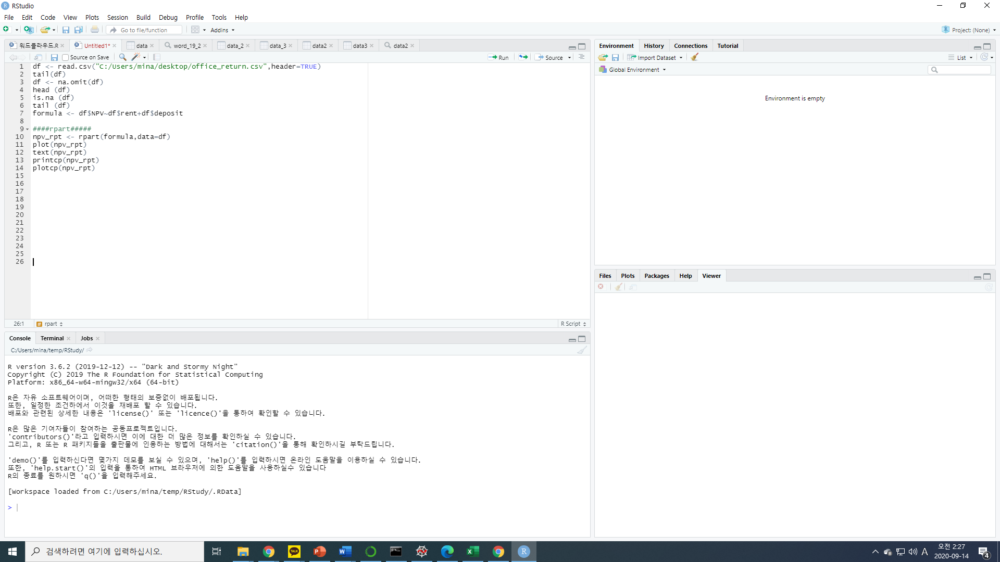 RStudio
File Edit Code View Plots Session Build Debug Profile Tools Help
Go to file/function Addins Project: (None)
워드클라우드.R Untitled1* data word_19_2 data_2 data_3 data2 data3 data2
Source on Save Run Source
1 df <- read.csv("C:/Users/mina/desktop/office_return.csv",header=TRUE)
2 tail(df)
3 df <- na.omit(df)
4 head (df)
5 is.na (df)
6 tail (df)
7 formula <- df$NPV~df$rent+df$deposit
8
9 ####rpart#####
10 npv_rpt <- rpart(formula,data=df)
11 plot(npv_rpt)
12 text(npv_rpt)
13 printcp(npv_rpt)
14 plotcp(npv_rpt)
15
16
17
18
19
20
21
22
23
24
25
26
26:1 # rpart R Script
Console Terminal Jobs
C:/Users/mina/temp/RStudy/
R version 3.6.2 (2019-12-12) -- "Dark and Stormy Night"
Copyright (C) 2019 The R Foundation for Statistical Computing
Platform: x86_64-w64-mingw32/x64 (64-bit)
R은 자유 소프트웨어이며, 어떠한 형태의 보증없이 배포됩니다.
또한, 일정한 조건하에서 이것을 재배포 할 수 있습니다.
배포와 관련된 상세한 내용은 'license()' 또는 'licence()'을 통하여 확인할 수 있습니다.
R은 많은 기여자들이 참여하는 공동프로젝트입니다.
'contributors()'라고 입력하시면 이에 대한 더 많은 정보를 확인하실 수 있습니다.
그리고, R 또는 R 패키지들을 출판물에 인용하는 방법에 대해서는 'citation()'을 통해 확인하시길 부탁드립니다.
'demo()'를 입력하신다면 몇가지 데모를 보실 수 있으며, 'help()'를 입력하시면 온라인 도움말을 이용하실 수 있습니다.
또한, 'help.start()'의 입력을 통하여 HTML 브라우저에 의한 도움말을 사용하실수 있습니다
R의 종료를 원하시면 'q()'을 입력해주세요.
[Workspace loaded from C:/Users/mina/temp/RStudy/.RData]
>
Environment History Connections Tutorial
Import Dataset List
Global Environment
Environment is empty
Files Plots Packages Help Viewer
검색하려면 여기에 입력하십시오.
TALK
A
오전 2:27
2020-09-14
4